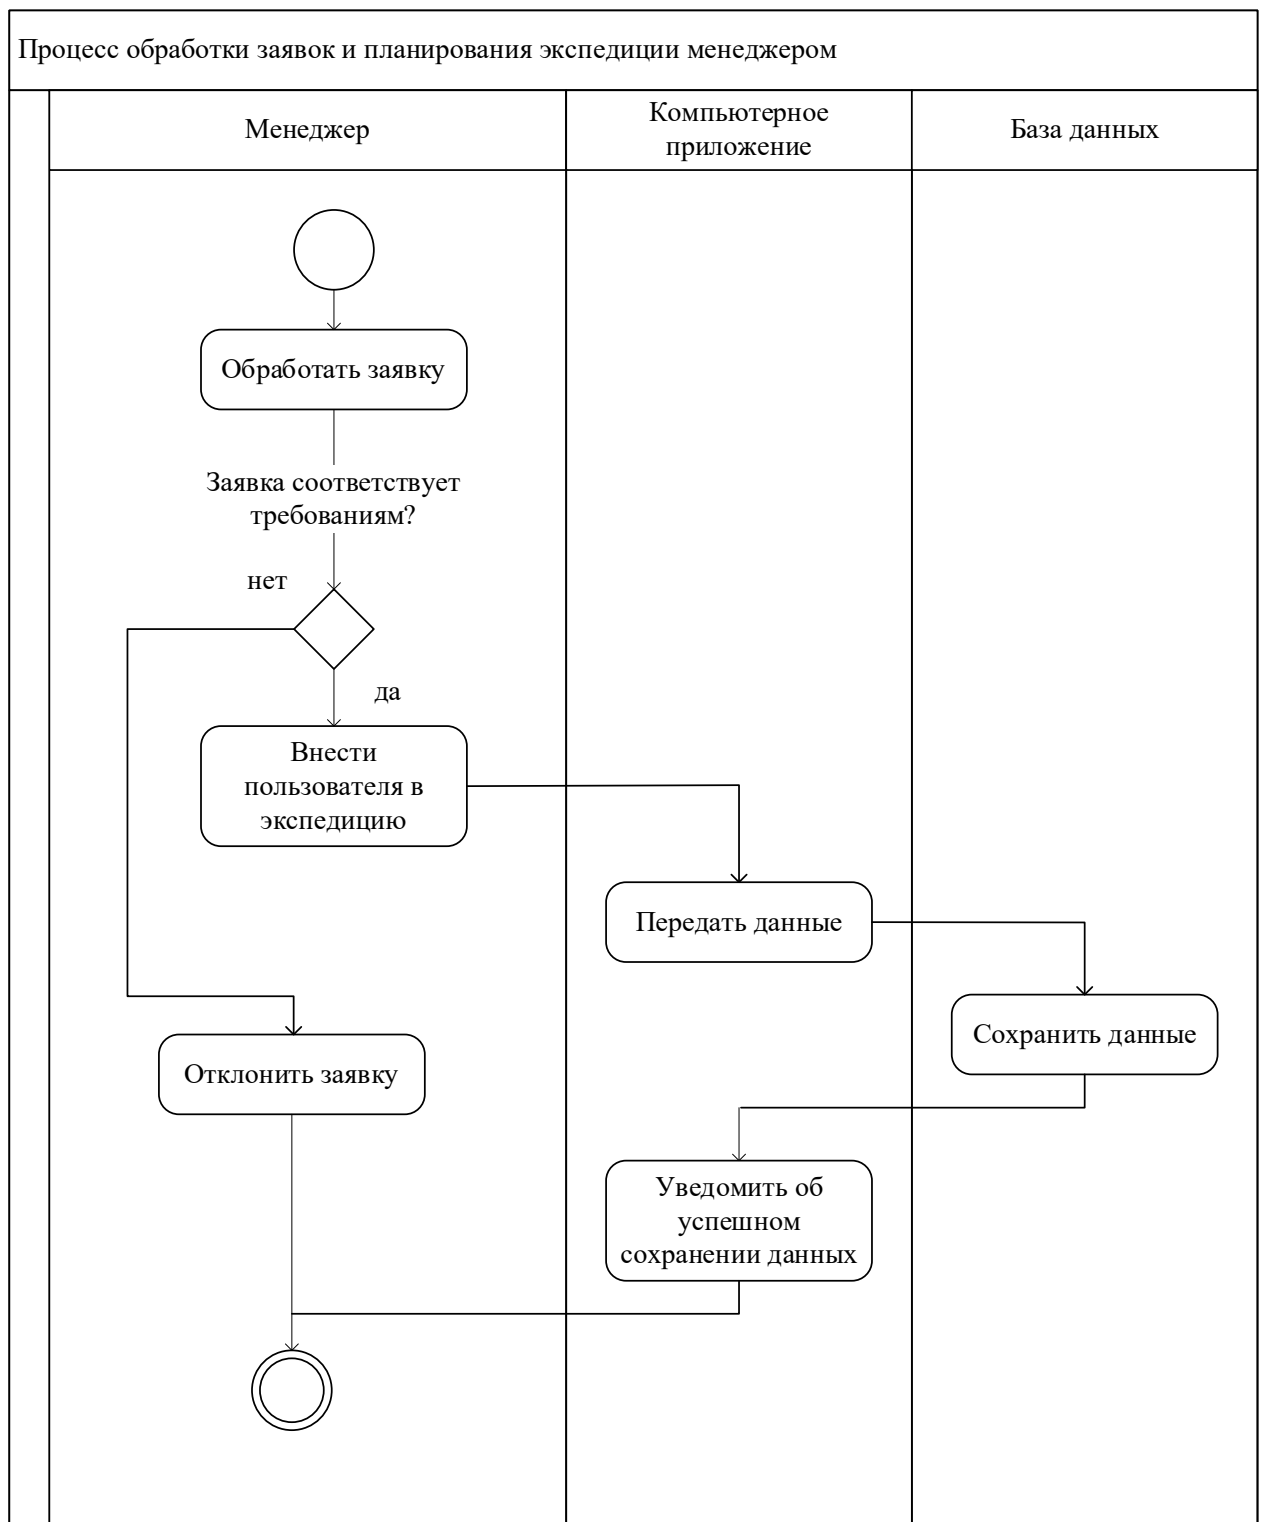 Процесс обработки заявок и планирования экспедиции менеджером
Менеджер
Компьютерное
приложение
База данных
Обработать заявку
Заявка соответствует
требованиям?
нет
да
Внести
пользователя в
экспедицию
Передать данные
Сохранить данные
Отклонить заявку
Уведомить об
успешном
сохранении данных